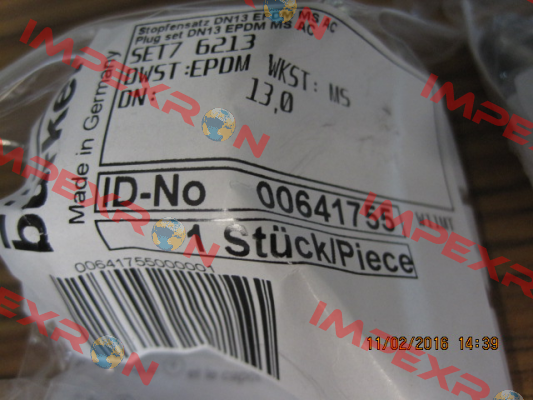 Stopfensatz DN13 EPDM MS AC
Plug set DN13 EPDM MS AC
SET7 6213
DWST:EPDM WKST: MS
DN: 13,0
bürkert
Made in Germany
ID-No 00641755 W11MT
1 Stück/Piece
00641755000001
11/02/2016 14:39
IMPEXRON
IMPEXRON
IMPEXRON
IMPEXRON
IMPEXRON